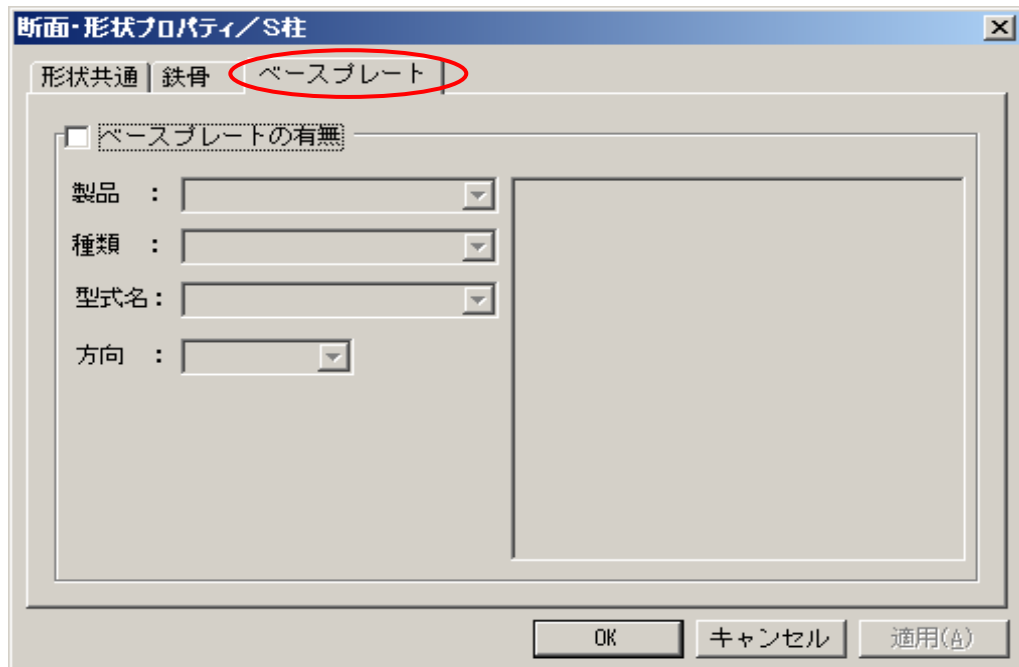 断面・形状プロパティ／S柱
形状共通 鉄骨 ベースプレート
ベースプレートの有無
製品 ：
種類 ：
型式名：
方向 ：
OK キャンセル 適用(A)